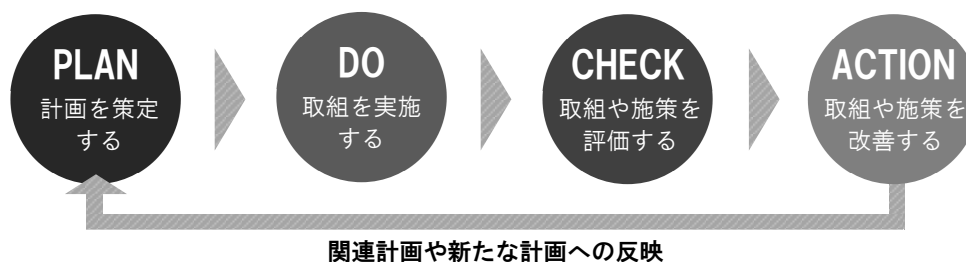 PLAN
計画を策定
する
DO
取組を実施
する
CHECK
取組や施策を
評価する
ACTION
取組や施策を
改善する
関連計画や新たな計画への反映